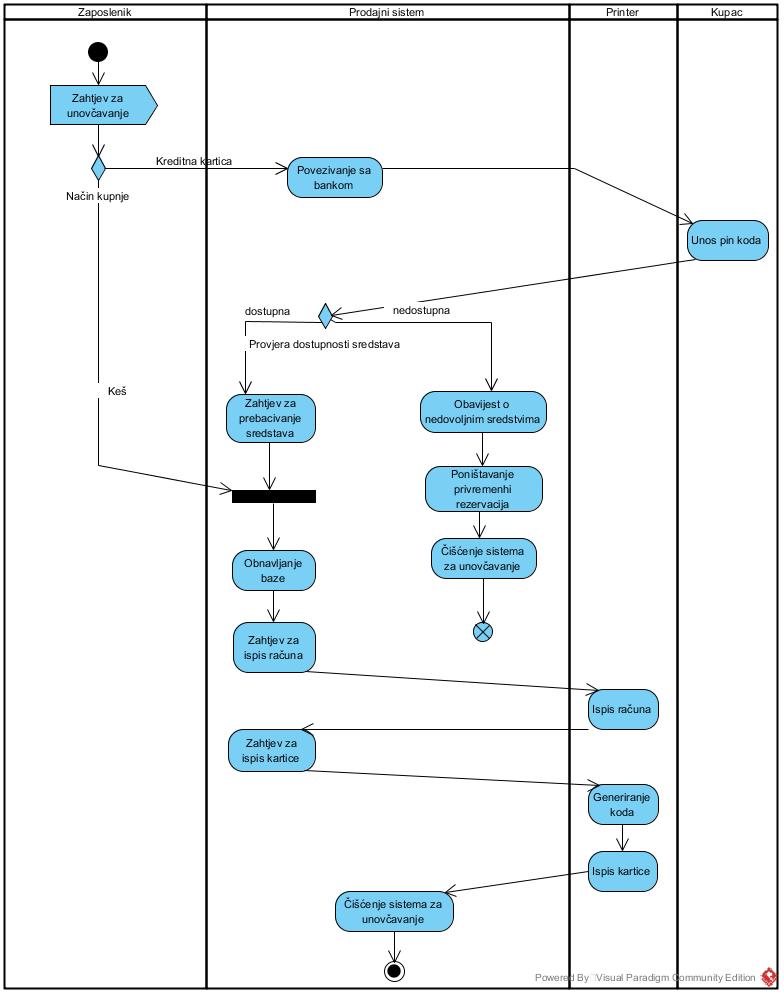 Zaposlenik
Prodajni sistem
Printer
Kupac
Zahtjev za
unovčavanje
Kreditna kartica
Način kupnje
Povezivanje sa
bankom
Unos pin koda
dostupna
nedostupna
Provjera dostupnosti sredstava
Keš
Zahtjev za
prebacivanje
sredstava
Obavijest o
nedovoljnim sredstvima
Poništavanje
privremenhi
rezervacija
Obnavljanje
baze
Čišćenje sistema
za unovčavanje
Zahtjev za
ispis računa
Ispis računa
Zahtjev za
ispis kartice
Generiranje
koda
Ispis kartice
Čišćenje sistema za
unovčavanje
Powered By Visual Paradigm Community Edition